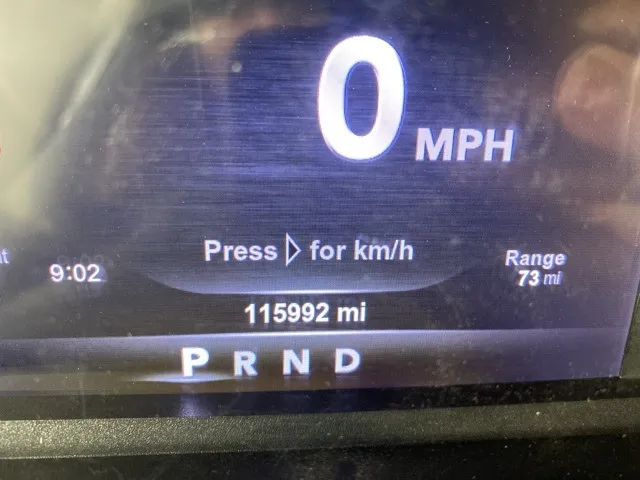 0 MPH
Press ▷ for km/h
9:02
Range
73 mi
115992 mi
P R N D